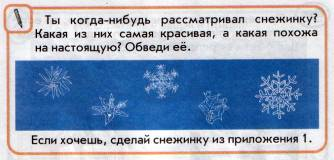 Ты когда-нибудь рассматривал снежинку?
Какая из них самая красивая, а какая похожа
на настоящую? Обведи её.
Если хочешь, сделай снежинку из приложения 1.